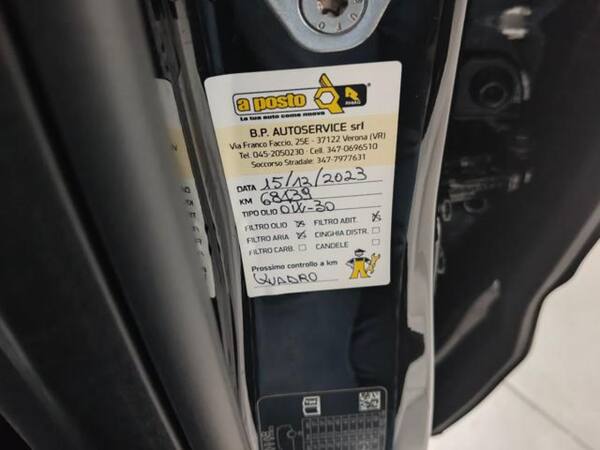 a posto
La tua auto come nuova
B.P. AUTOSERVICE srl
Via Franco Faccio, 25E - 37122 Verona (VR)
Tel. 045-2050230 - Cell. 347-0696510
Soccorso Stradale: 347-7977631
DATA 15/12/2023
KM 68139
TIPO OLIO 0W-30
FILTRO OLIO FILTRO ABIT.
FILTRO ARIA CINGHIA DISTR.
FILTRO CARB. CANDELE
Prossimo controllo a km
QUADRO